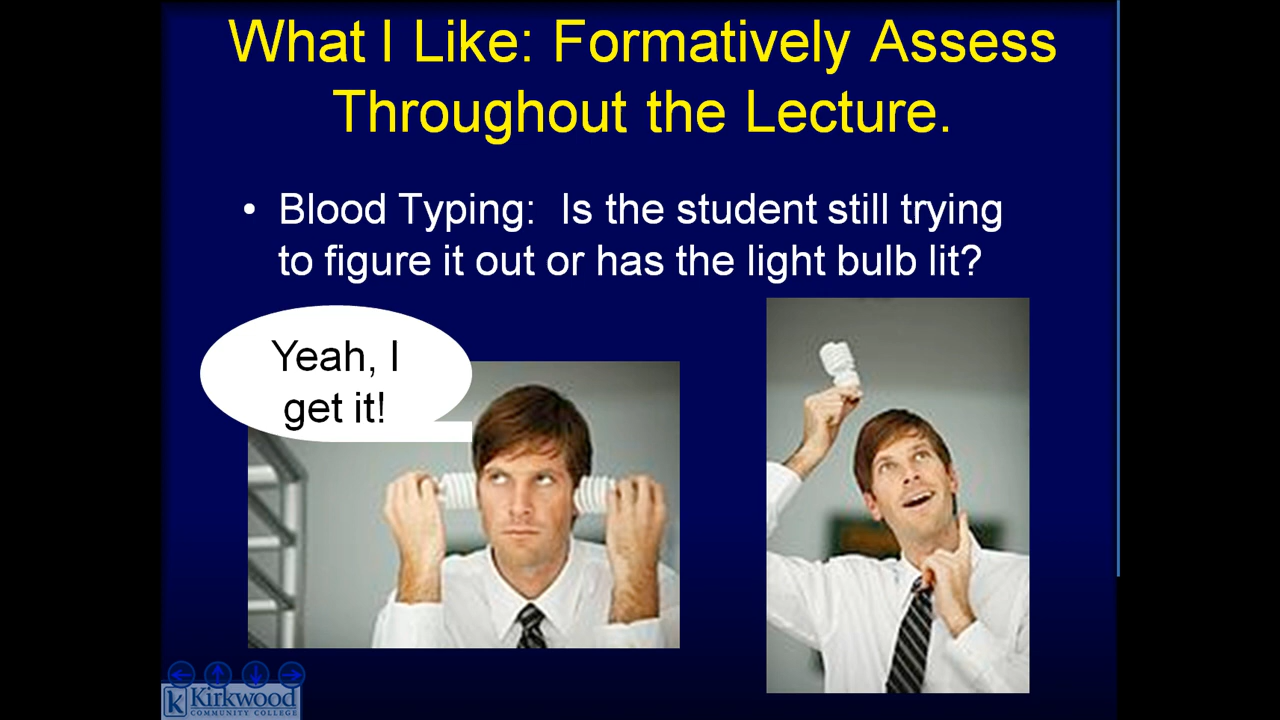 What I Like: Formatively Assess
Throughout the Lecture.
• Blood Typing: Is the student still trying
to figure it out or has the light bulb lit?
Yeah, I
get it!
k Kirkwood
COMMUNITY COLLEGE